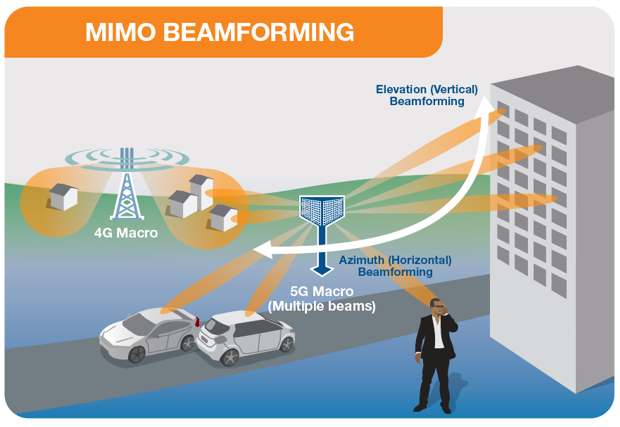 MIMO BEAMFORMING
Elevation (Vertical)
Beamforming
4G Macro
Azimuth (Horizontal)
Beamforming
5G Macro
(Multiple beams)